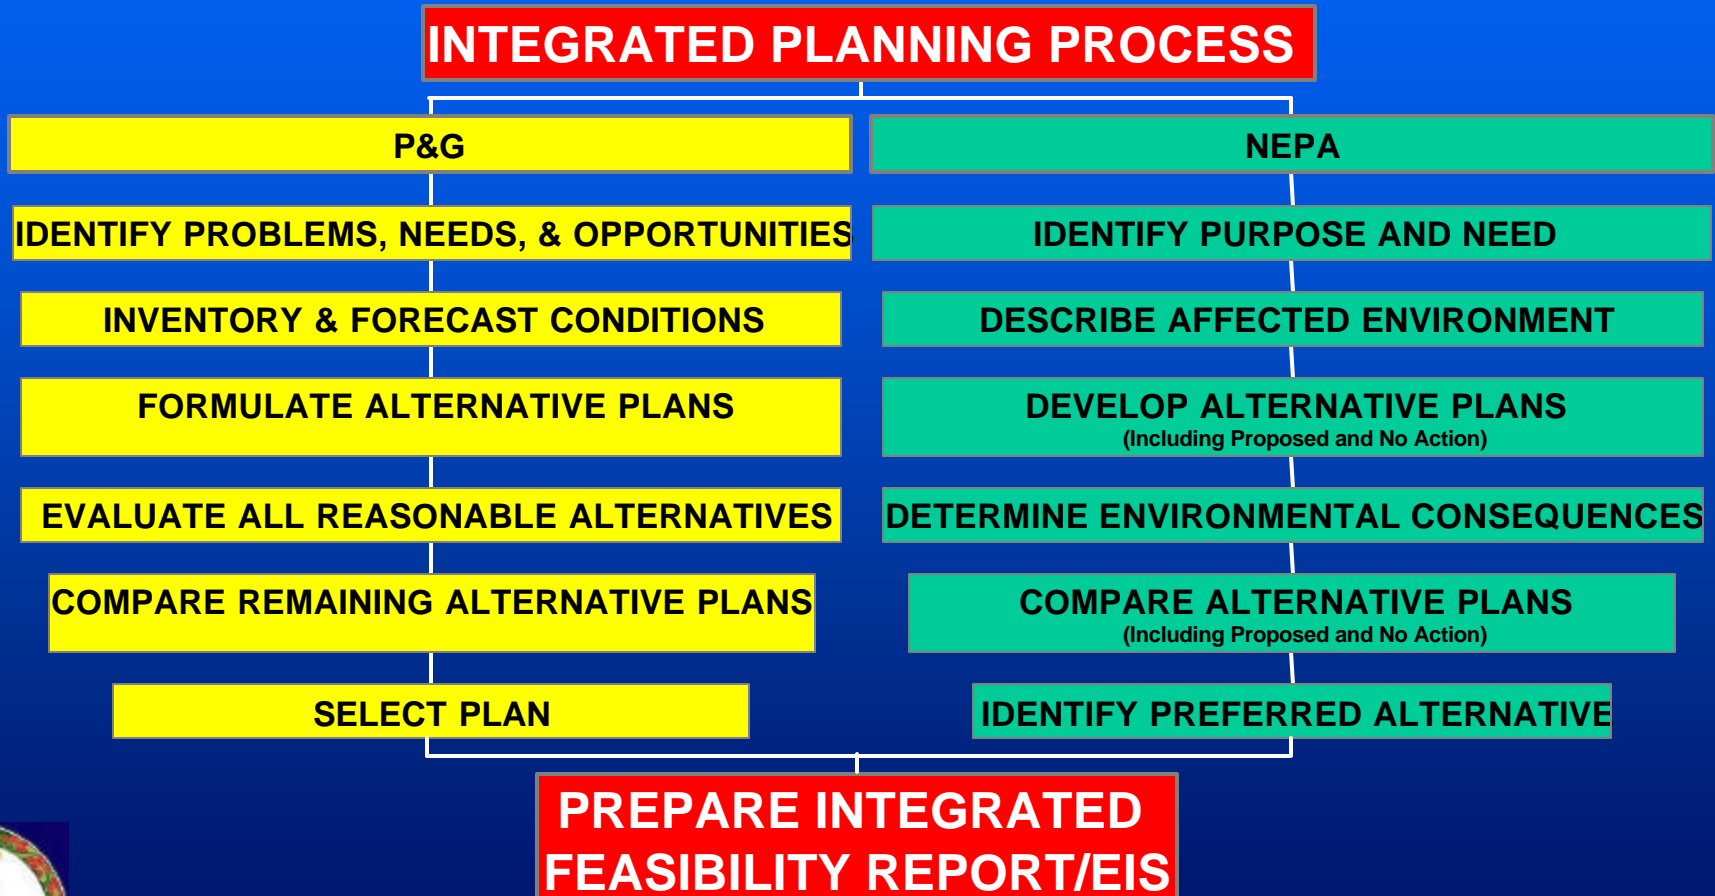 INTEGRATED PLANNING PROCESS
P&G
IDENTIFY PROBLEMS, NEEDS, & OPPORTUNITIES
INVENTORY & FORECAST CONDITIONS
FORMULATE ALTERNATIVE PLANS
EVALUATE ALL REASONABLE ALTERNATIVES
COMPARE REMAINING ALTERNATIVE PLANS
SELECT PLAN
NEPA
IDENTIFY PURPOSE AND NEED
DESCRIBE AFFECTED ENVIRONMENT
DEVELOP ALTERNATIVE PLANS
(Including Proposed and No Action)
DETERMINE ENVIRONMENTAL CONSEQUENCES
COMPARE ALTERNATIVE PLANS
(Including Proposed and No Action)
IDENTIFY PREFERRED ALTERNATIVE
PREPARE INTEGRATED
FEASIBILITY REPORT/EIS